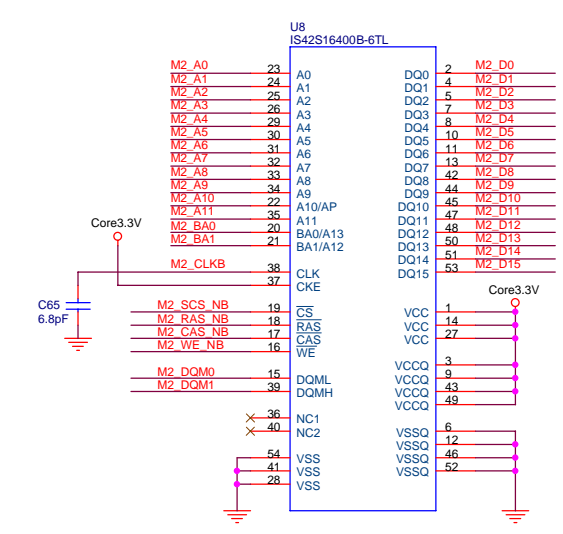 U8
IS42S16400B-6TL
M2_A0 23 A0 DQ0 2 M2_D0
M2_A1 24 A1 DQ1 4 M2_D1
M2_A2 25 A2 DQ2 5 M2_D2
M2_A3 26 A3 DQ3 7 M2_D3
M2_A4 29 A4 DQ4 8 M2_D4
M2_A5 30 A5 DQ5 10 M2_D5
M2_A6 31 A6 DQ6 11 M2_D6
M2_A7 32 A7 DQ7 13 M2_D7
M2_A8 33 A8 DQ8 42 M2_D8
M2_A9 34 A9 DQ9 44 M2_D9
M2_A10 22 A10/AP DQ10 45 M2_D10
M2_A11 35 A11 DQ11 47 M2_D11
M2_BA0 20 BA0/A13 DQ12 48 M2_D12
M2_BA1 21 BA1/A12 DQ13 50 M2_D13
DQ14 51 M2_D14
DQ15 53 M2_D15
Core3.3V
M2_CLKB 38 CLK
37 CKE
C65
6.8pF
Core3.3V
M2_SCS_NB 19 CS VCC 1
M2_RAS_NB 18 RAS VCC 14
M2_CAS_NB 17 CAS VCC 27
M2_WE_NB 16 WE
VCCQ 3
M2_DQM0 15 DQML VCCQ 9
M2_DQM1 39 DQMH VCCQ 43
VCCQ 49
36 NC1
40 NC2 VSSQ 6
VSSQ 12
54 VSS VSSQ 46
41 VSS VSSQ 52
28 VSS